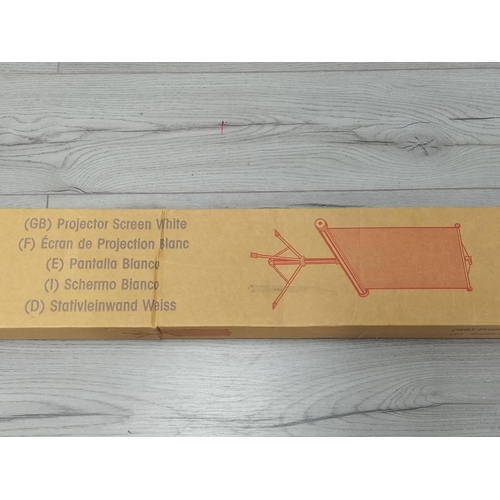 (GB) Projector Screen White
(F) Écran de Projection Blanc
(E) Pantalla Blanco
(I) Schermo Bianco
(D) Stativleinwand Weiss